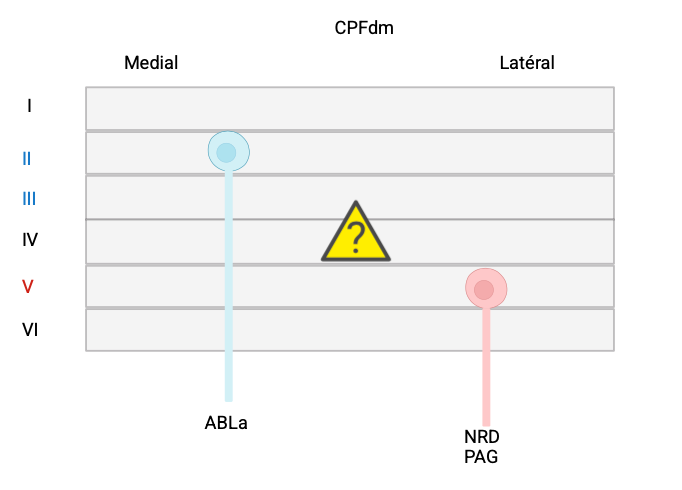 CPFdm
Medial Latéral
I
II
III
?
IV
V
VI
ABLa
NRD
PAG